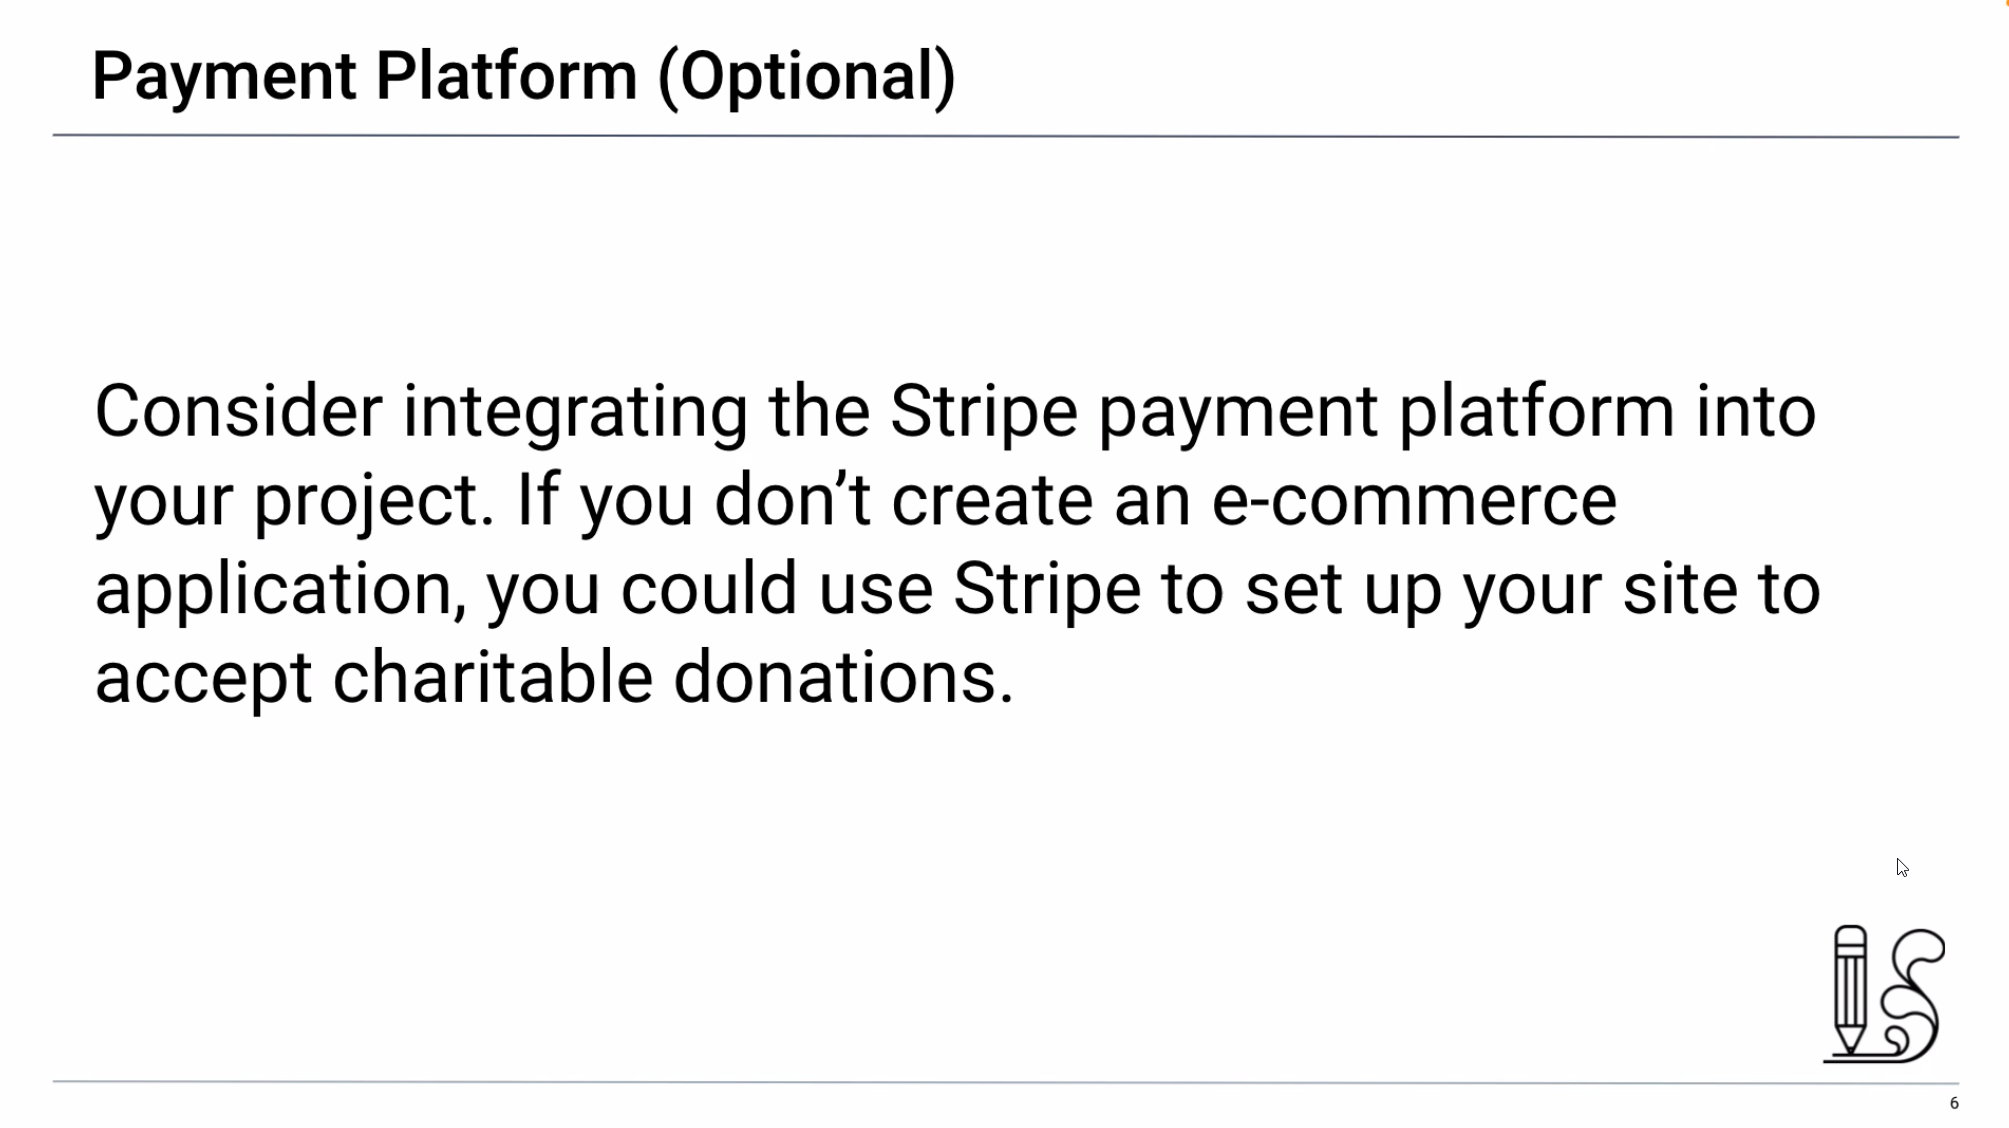 Payment Platform (Optional)
Consider integrating the Stripe payment platform into
your project. If you don’t create an e-commerce
application, you could use Stripe to set up your site to
accept charitable donations.
6